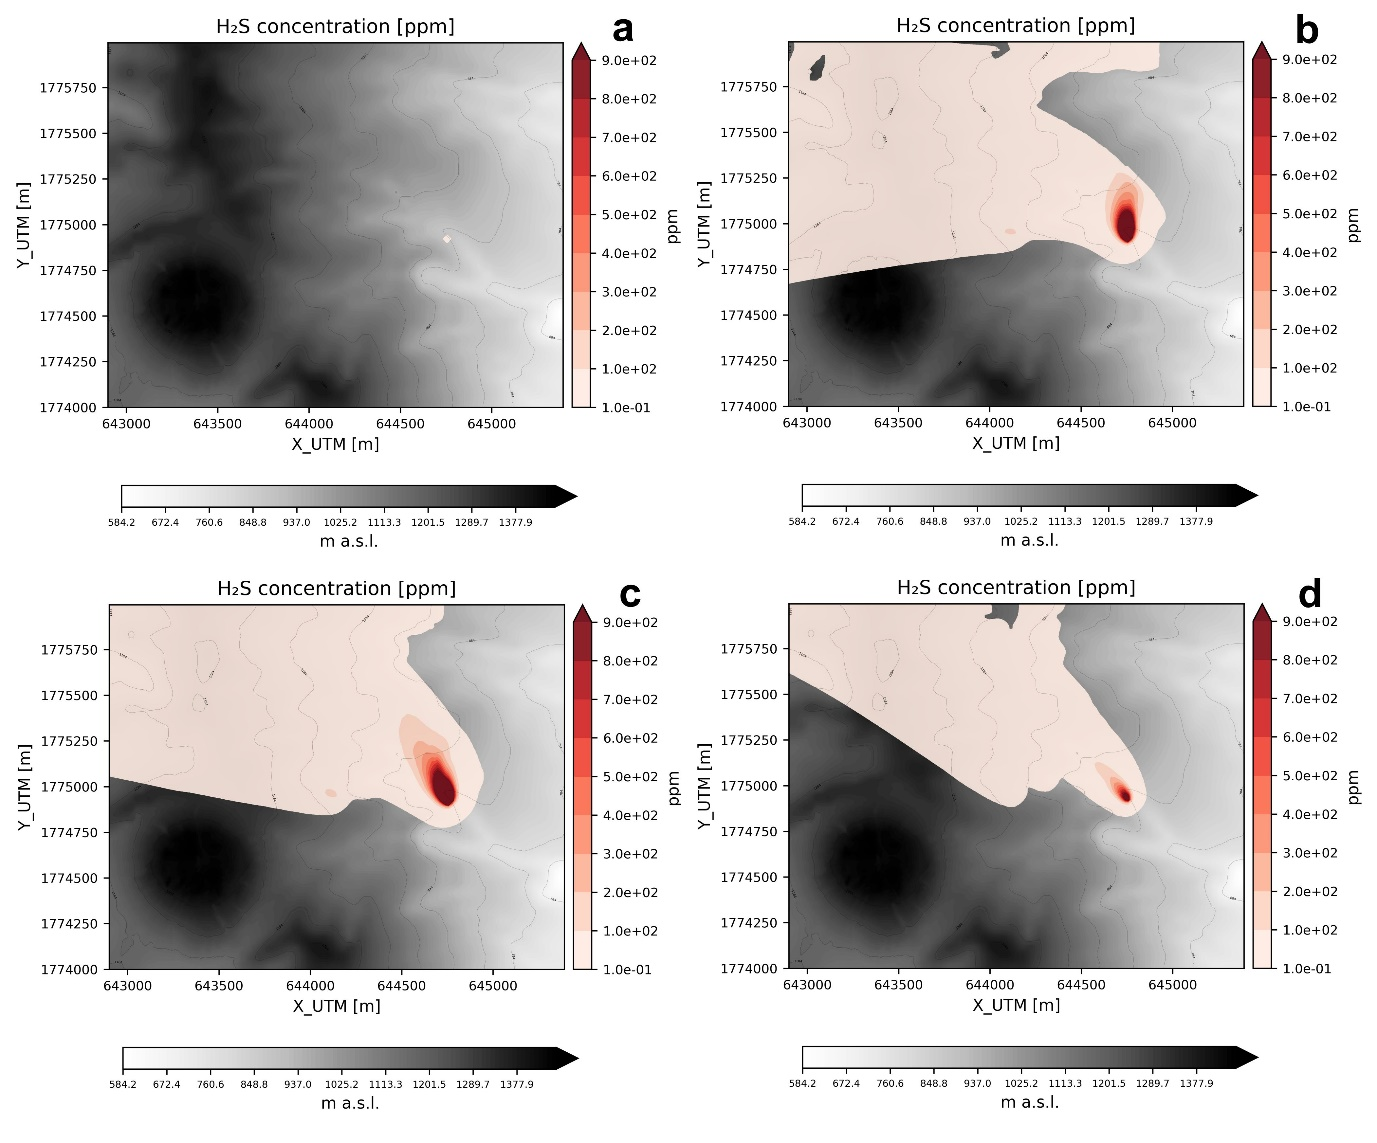 H₂S concentration [ppm]
a
1775750
1775500
1775250
1775000
1774750
1774500
1774250
1774000
Y_UTM [m]
643000 643500 644000 644500 645000
X_UTM [m]
9.0e+02
8.0e+02
7.0e+02
6.0e+02
5.0e+02
4.0e+02
3.0e+02
2.0e+02
1.0e+02
1.0e-01
ppm
584.2 672.4 760.6 848.8 937.0 1025.2 1113.3 1201.5 1289.7 1377.9
m a.s.l.
H₂S concentration [ppm]
b
1775750
1775500
1775250
1775000
1774750
1774500
1774250
1774000
Y_UTM [m]
643000 643500 644000 644500 645000
X_UTM [m]
9.0e+02
8.0e+02
7.0e+02
6.0e+02
5.0e+02
4.0e+02
3.0e+02
2.0e+02
1.0e+02
1.0e-01
ppm
584.2 672.4 760.6 848.8 937.0 1025.2 1113.3 1201.5 1289.7 1377.9
m a.s.l.
H₂S concentration [ppm]
c
1775750
1775500
1775250
1775000
1774750
1774500
1774250
1774000
Y_UTM [m]
643000 643500 644000 644500 645000
X_UTM [m]
9.0e+02
8.0e+02
7.0e+02
6.0e+02
5.0e+02
4.0e+02
3.0e+02
2.0e+02
1.0e+02
1.0e-01
ppm
584.2 672.4 760.6 848.8 937.0 1025.2 1113.3 1201.5 1289.7 1377.9
m a.s.l.
H₂S concentration [ppm]
d
1775750
1775500
1775250
1775000
1774750
1774500
1774250
1774000
Y_UTM [m]
643000 643500 644000 644500 645000
X_UTM [m]
9.0e+02
8.0e+02
7.0e+02
6.0e+02
5.0e+02
4.0e+02
3.0e+02
2.0e+02
1.0e+02
1.0e-01
ppm
584.2 672.4 760.6 848.8 937.0 1025.2 1113.3 1201.5 1289.7 1377.9
m a.s.l.